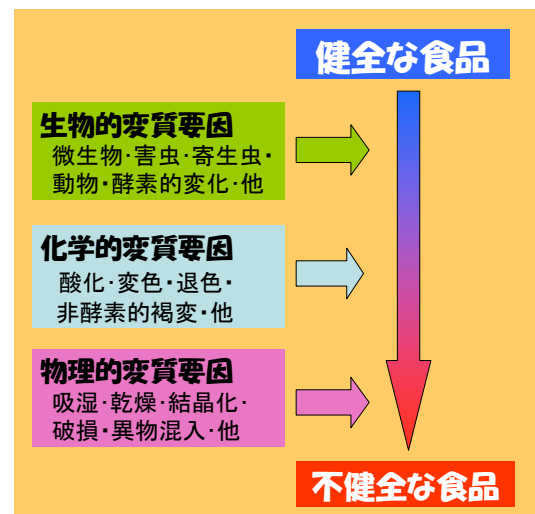 健全な食品
生物的変質要因
微生物･害虫･寄生虫・
動物・酵素的変化･他
化学的変質要因
酸化･変色・退色・
非酵素的褐変・他
物理的変質要因
吸湿･乾燥･結晶化･
破損・異物混入･他
不健全な食品